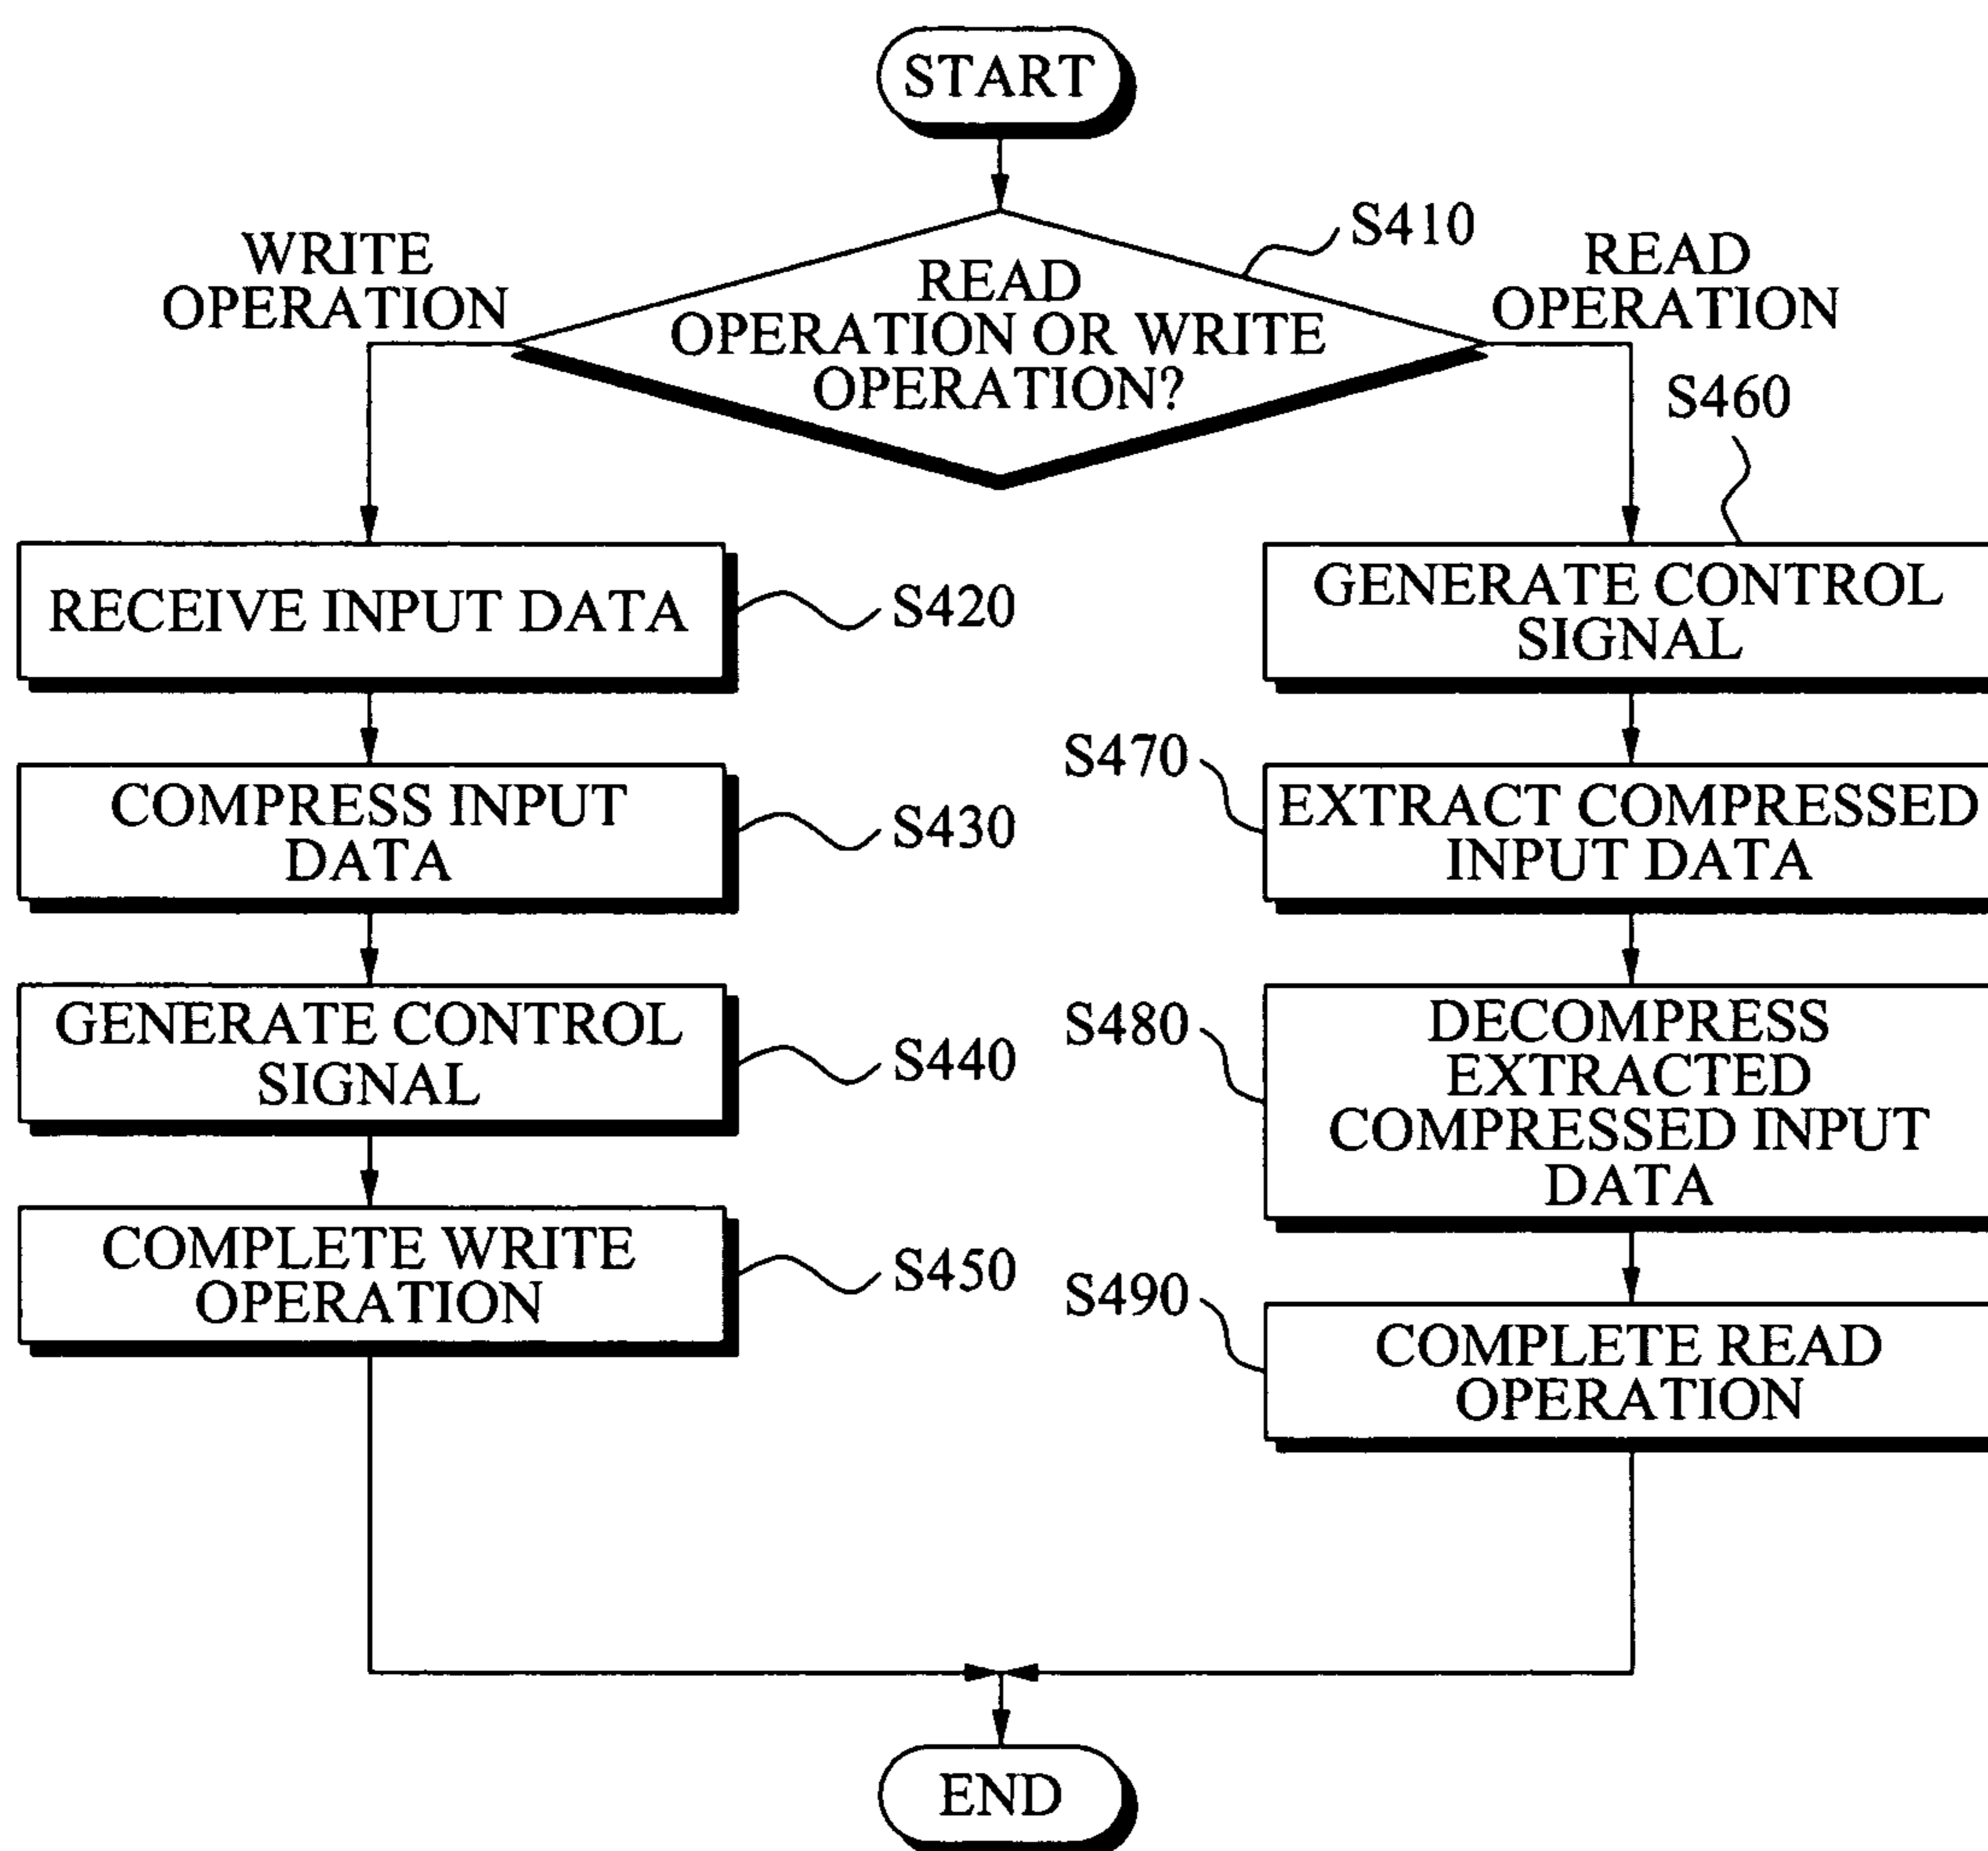 START
S410
WRITE
OPERATION
READ
OPERATION OR WRITE
OPERATION?
READ
OPERATION
S460
RECEIVE INPUT DATA
S420
GENERATE CONTROL
SIGNAL
COMPRESS INPUT
DATA
S430
S470
EXTRACT COMPRESSED
INPUT DATA
GENERATE CONTROL
SIGNAL
S440
S480
DECOMPRESS
EXTRACTED
COMPRESSED INPUT
DATA
COMPLETE WRITE
OPERATION
S450
S490
COMPLETE READ
OPERATION
END